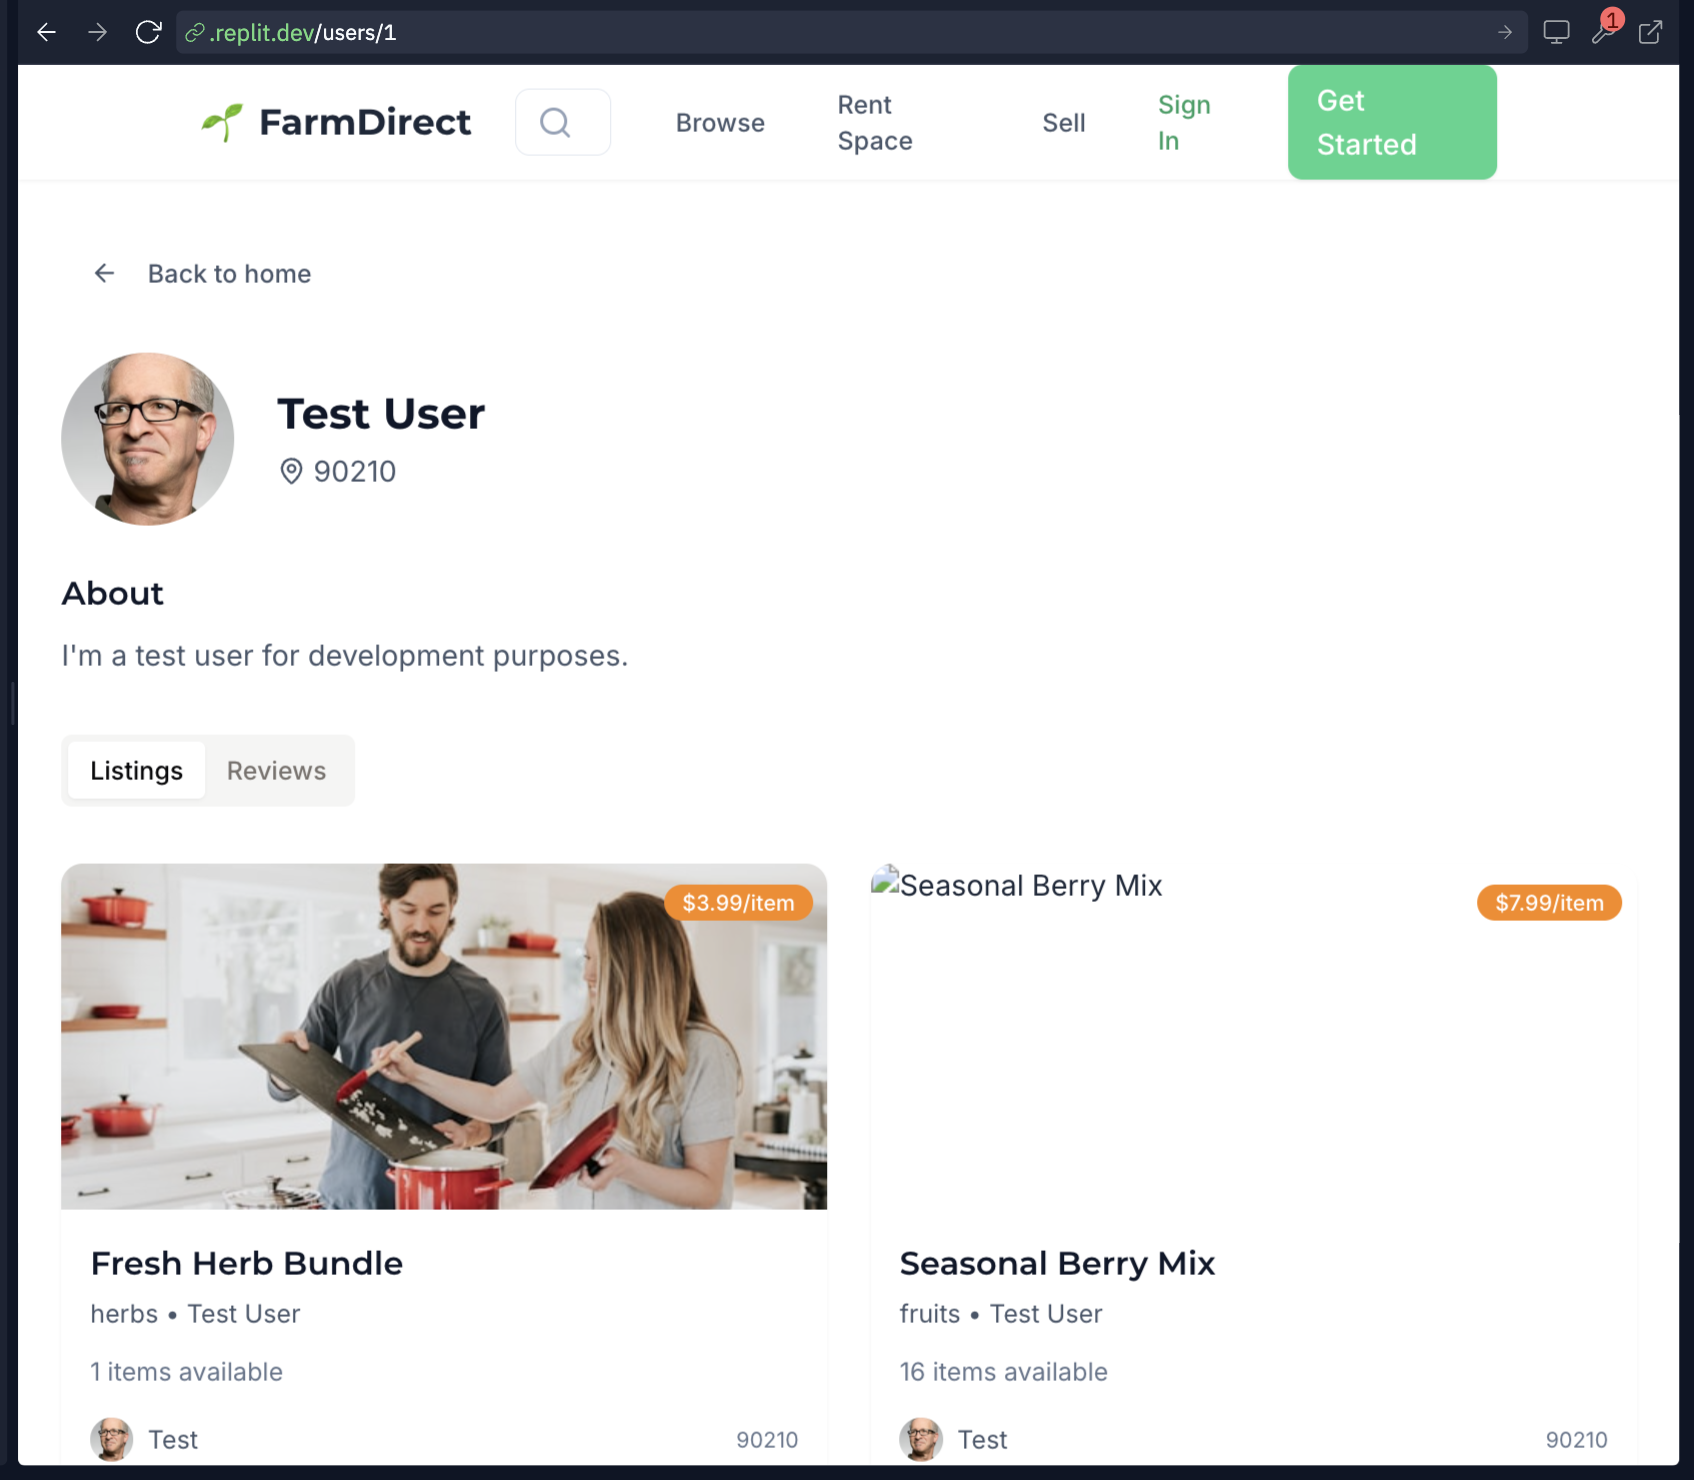 .replit.dev/users/1
1
FarmDirect
Browse
Rent
Space
Sell
Sign
In
Get
Started
Back to home
Test User
90210
About
I'm a test user for development purposes.
Listings
Reviews
$3.99/item
Seasonal Berry Mix
$7.99/item
Fresh Herb Bundle
herbs • Test User
1 items available
Test
90210
Seasonal Berry Mix
fruits • Test User
16 items available
Test
90210